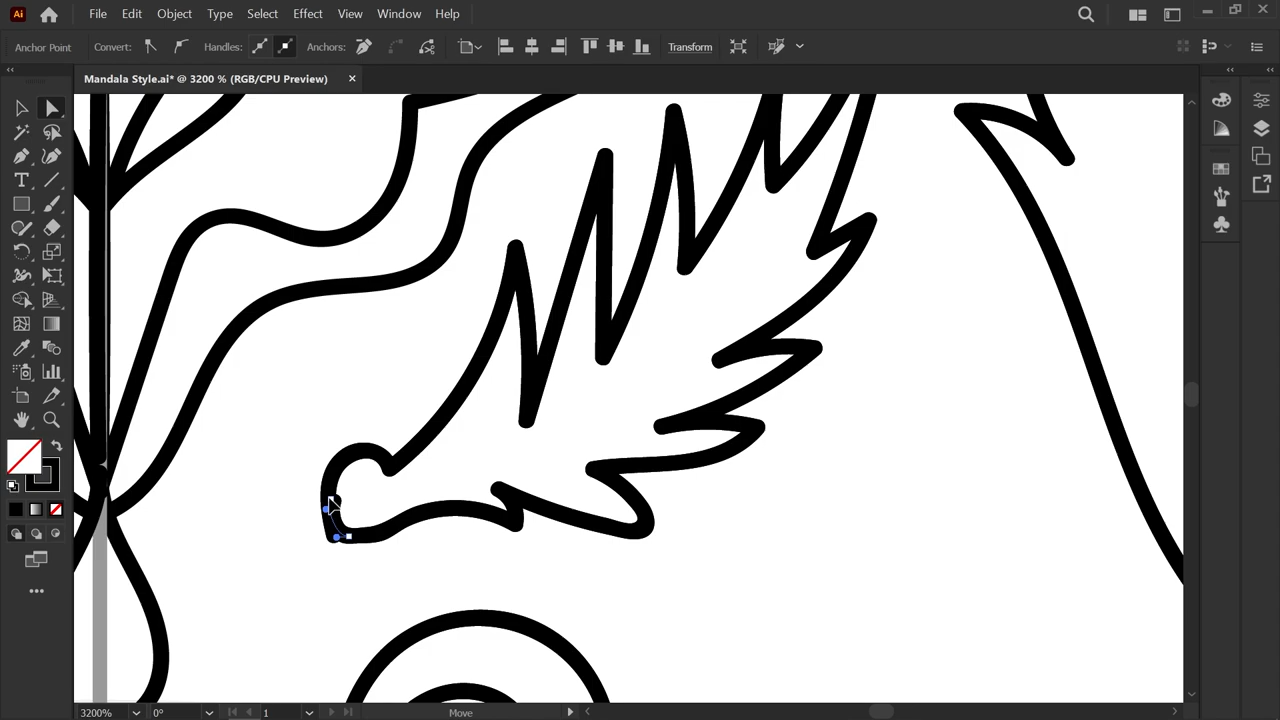 Ai File Edit Object Type Select Effect View Window Help
Anchor Point Convert: Handles: Anchors: Transform
Mandala Style.ai* @ 3200 % (RGB/CPU Preview)
3200% 0° 1 Move